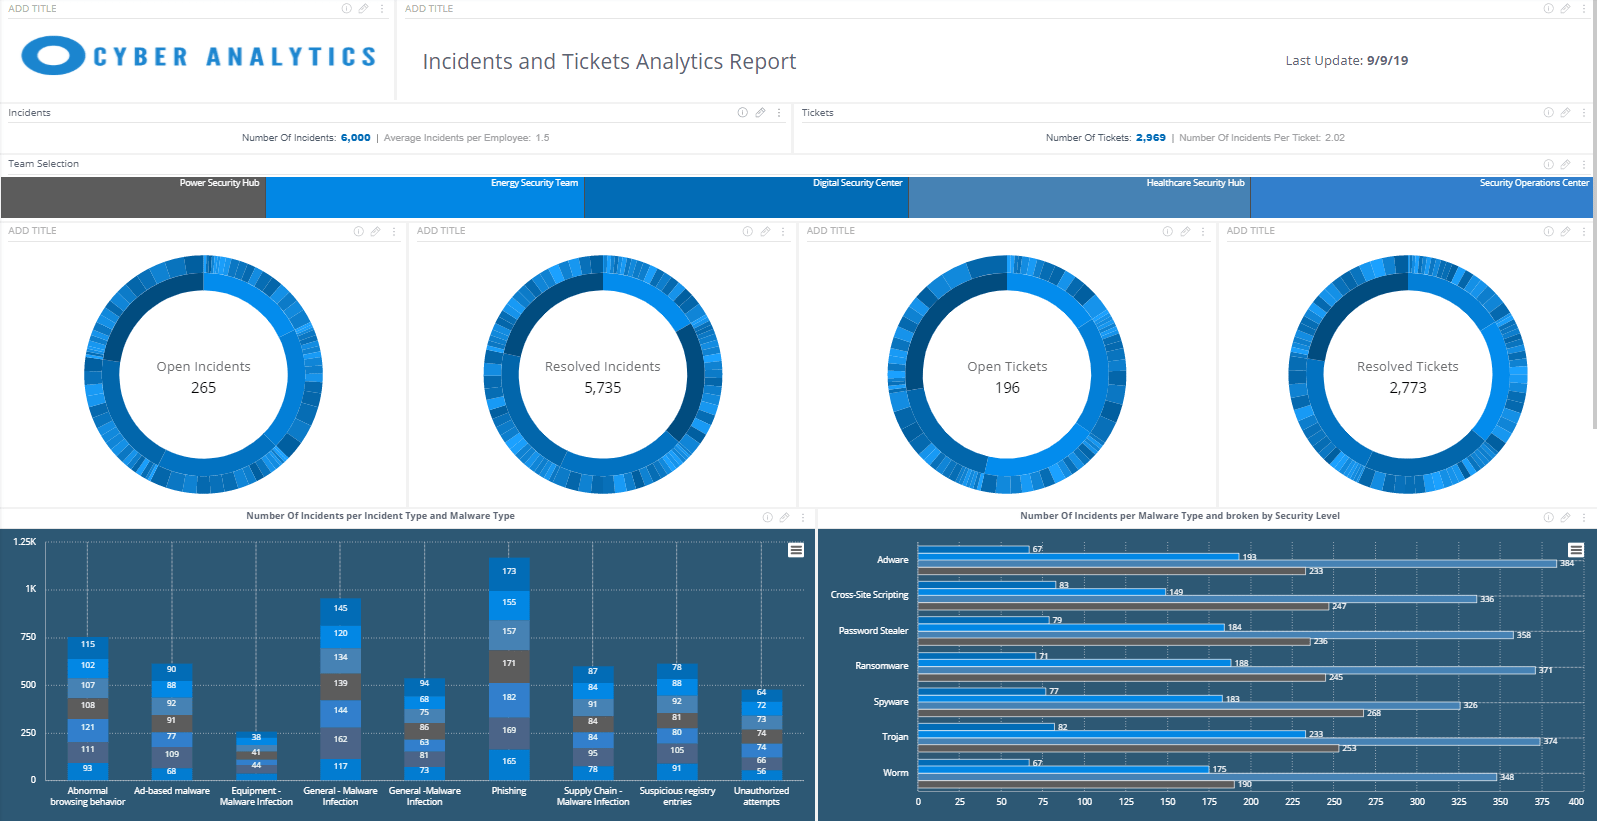 ADD TITLE
ADD TITLE
CYBER ANALYTICS
Incidents and Tickets Analytics Report
Last Update: 9/9/19
Incidents
Tickets
Number Of Incidents: 6,000 | Average Incidents per Employee: 1.5
Number Of Tickets: 2,969 | Number Of Incidents Per Ticket: 2.02
Team Selection
Power Security Hub
Energy Security Team
Digital Security Center
Healthcare Security Hub
Security Operations Center
ADD TITLE
ADD TITLE
ADD TITLE
ADD TITLE
Open Incidents
265
Resolved Incidents
5,735
Open Tickets
196
Resolved Tickets
2,773
Number Of Incidents per Incident Type and Malware Type
1.25K
1K
750
500
250
0
115
102
107
108
121
111
93
Abnormal
browsing behavior
90
88
92
91
77
109
68
Ad-based malware
38
41
44
Equipment -
Malware Infection
145
120
134
139
144
162
117
General - Malware
Infection
94
68
75
86
63
81
73
General -Malware
Infection
173
155
157
171
182
169
165
Phishing
87
84
91
84
84
95
78
Supply Chain -
Malware Infection
78
88
92
81
80
105
91
Suspicious registry
entries
64
72
73
74
74
66
56
Unauthorized
attempts
Number Of Incidents per Malware Type and broken by Security Level
Adware
67
193
384
233
Cross-Site Scripting
83
149
336
247
Password Stealer
79
184
358
236
Ransomware
71
188
371
245
Spyware
77
183
326
268
Trojan
82
233
374
253
Worm
67
175
348
190
0
25
50
75
100
125
150
175
200
225
250
275
300
325
350
375
400